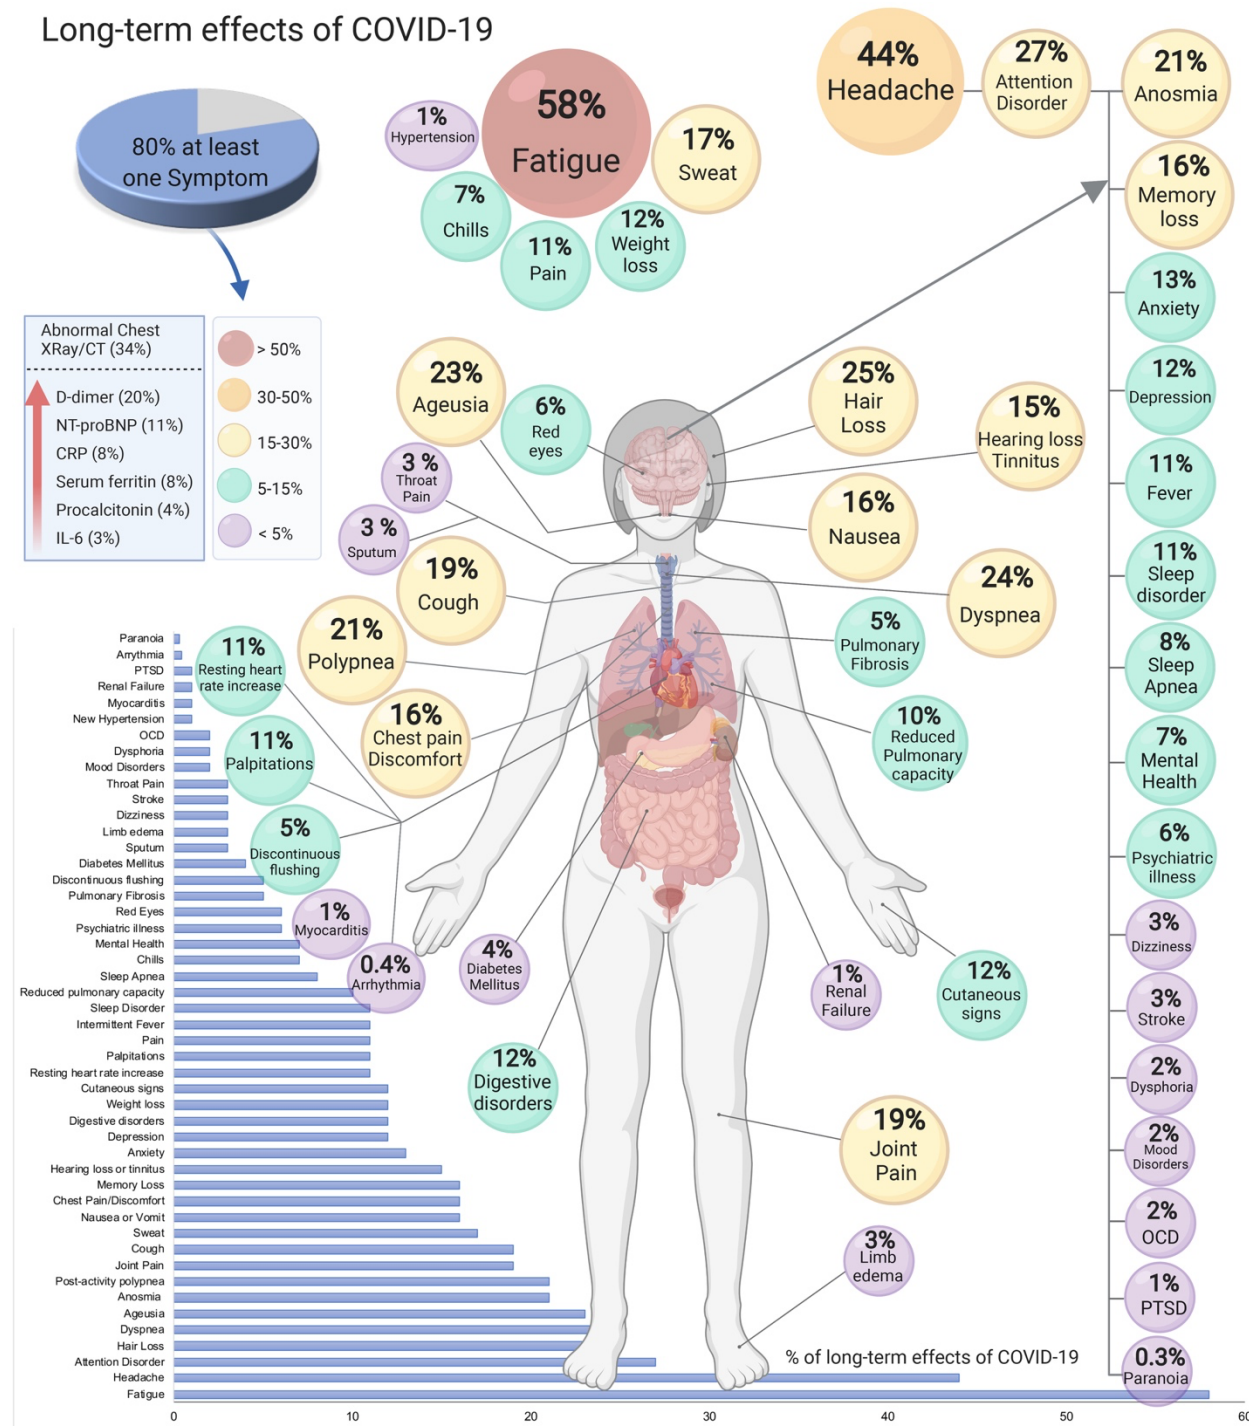 Long-term effects of COVID-19
80% at least
one Symptom
Abnormal Chest
XRay/CT (34%)
D-dimer (20%)
NT-proBNP (11%)
CRP (8%)
Serum ferritin (8%)
Procalcitonin (4%)
IL-6 (3%)
> 50%
30-50%
15-30%
5-15%
< 5%
1%
Hypertension
58%
Fatigue
17%
Sweat
7%
Chills
11%
Pain
12%
Weight
loss
44%
Headache
27%
Attention
Disorder
21%
Anosmia
16%
Memory
loss
13%
Anxiety
12%
Depression
11%
Fever
11%
Sleep
disorder
8%
Sleep
Apnea
7%
Mental
Health
6%
Psychiatric
illness
3%
Dizziness
3%
Stroke
2%
Dysphoria
2%
Mood
Disorders
2%
OCD
1%
PTSD
0.3%
Paranoia
23%
Ageusia
6%
Red
eyes
3 %
Throat
Pain
3 %
Sputum
19%
Cough
21%
Polypnea
16%
Chest pain
Discomfort
25%
Hair
Loss
15%
Hearing loss
Tinnitus
16%
Nausea
24%
Dyspnea
5%
Pulmonary
Fibrosis
10%
Reduced
Pulmonary
capacity
11%
Resting heart
rate increase
11%
Palpitations
5%
Discontinuous
flushing
1%
Myocarditis
0.4%
Arrhythmia
4%
Diabetes
Mellitus
12%
Digestive
disorders
1%
Renal
Failure
12%
Cutaneous
signs
19%
Joint
Pain
3%
Limb
edema
Paranoia
Arrythmia
PTSD
Renal Failure
Myocarditis
New Hypertension
OCD
Dysphoria
Mood Disorders
Throat Pain
Stroke
Dizziness
Limb edema
Sputum
Diabetes Mellitus
Discontinuous flushing
Pulmonary Fibrosis
Red Eyes
Psychiatric illness
Mental Health
Chills
Sleep Apnea
Reduced pulmonary capacity
Sleep Disorder
Intermittent Fever
Pain
Palpitations
Resting heart rate increase
Cutaneous signs
Weight loss
Digestive disorders
Depression
Anxiety
Hearing loss or tinnitus
Memory Loss
Chest Pain/Discomfort
Nausea or Vomit
Sweat
Cough
Joint Pain
Post-activity polypnea
Anosmia
Ageusia
Dyspnea
Hair Loss
Attention Disorder
Headache
Fatigue
% of long-term effects of COVID-19
0 10 20 30 40 50 60